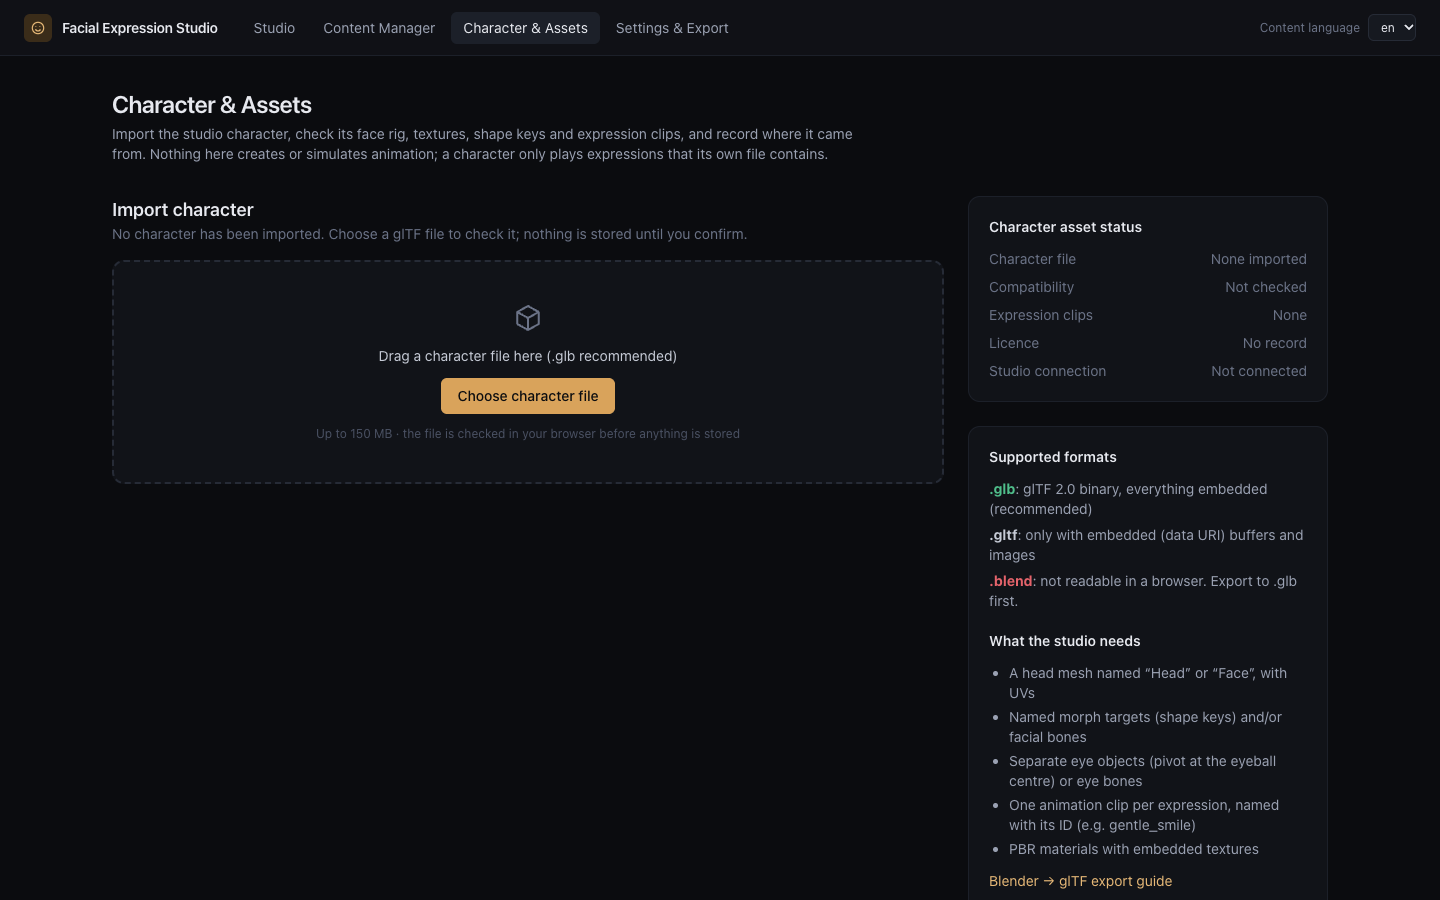 Facial Expression Studio
Studio
Content Manager
Character & Assets
Settings & Export
Content language
en
Character & Assets
Import the studio character, check its face rig, textures, shape keys and expression clips, and record where it came
from. Nothing here creates or simulates animation; a character only plays expressions that its own file contains.
Import character
No character has been imported. Choose a glTF file to check it; nothing is stored until you confirm.
Drag a character file here (.glb recommended)
Choose character file
Up to 150 MB · the file is checked in your browser before anything is stored
Character asset status
Character file None imported
Compatibility Not checked
Expression clips None
Licence No record
Studio connection Not connected
Supported formats
.glb: glTF 2.0 binary, everything embedded
(recommended)
.gltf: only with embedded (data URI) buffers and
images
.blend: not readable in a browser. Export to .glb
first.
What the studio needs
• A head mesh named “Head” or “Face”, with
UVs
• Named morph targets (shape keys) and/or
facial bones
• Separate eye objects (pivot at the eyeball
centre) or eye bones
• One animation clip per expression, named
with its ID (e.g. gentle_smile)
• PBR materials with embedded textures
Blender → glTF export guide